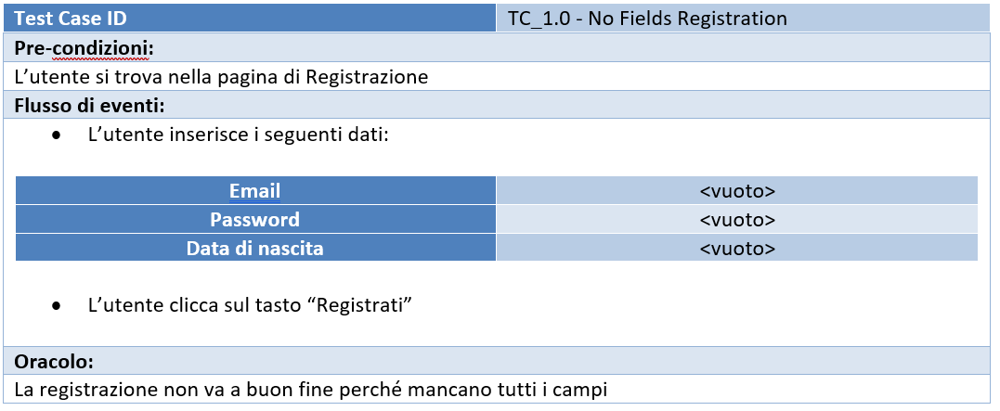 Test Case ID TC_1.0 - No Fields Registration
Pre-condizioni:
L’utente si trova nella pagina di Registrazione
Flusso di eventi:
• L’utente inserisce i seguenti dati:
Email <vuoto>
Password <vuoto>
Data di nascita <vuoto>
• L’utente clicca sul tasto “Registrati”
Oracolo:
La registrazione non va a buon fine perché mancano tutti i campi